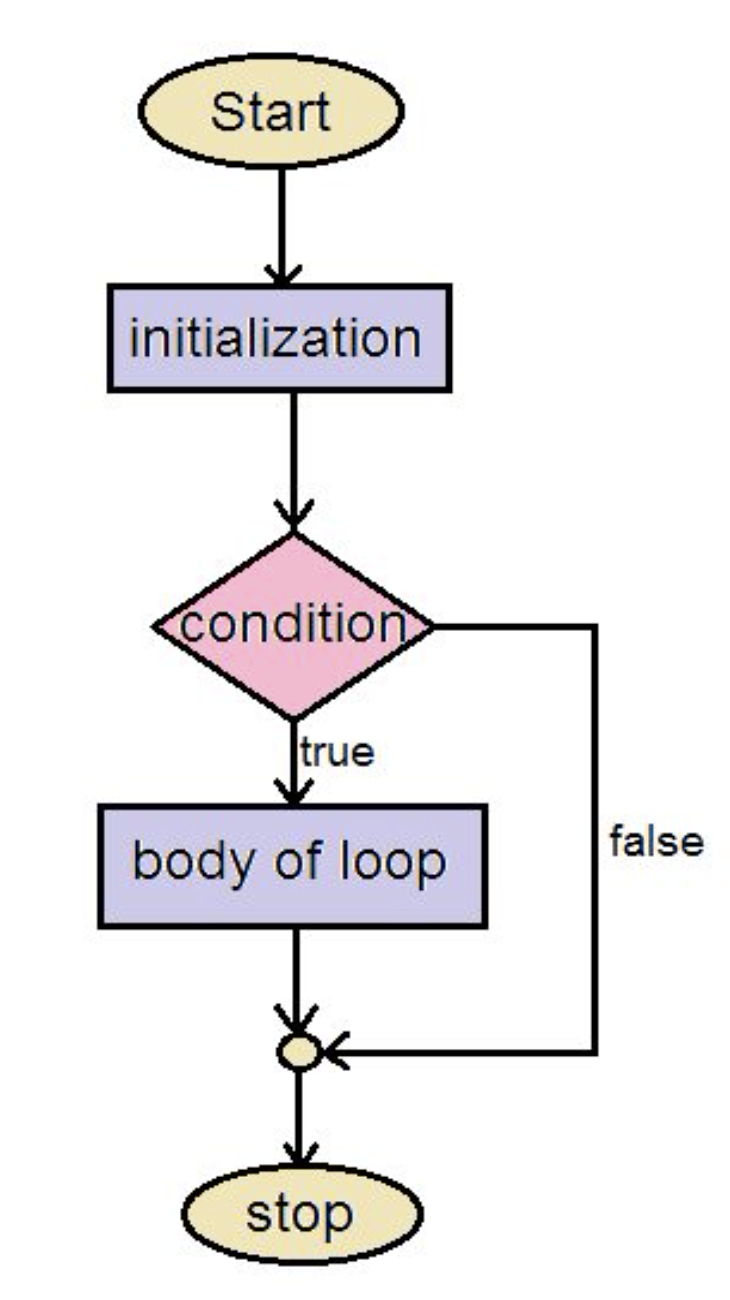 Start
initialization
condition
true
body of loop
false
stop